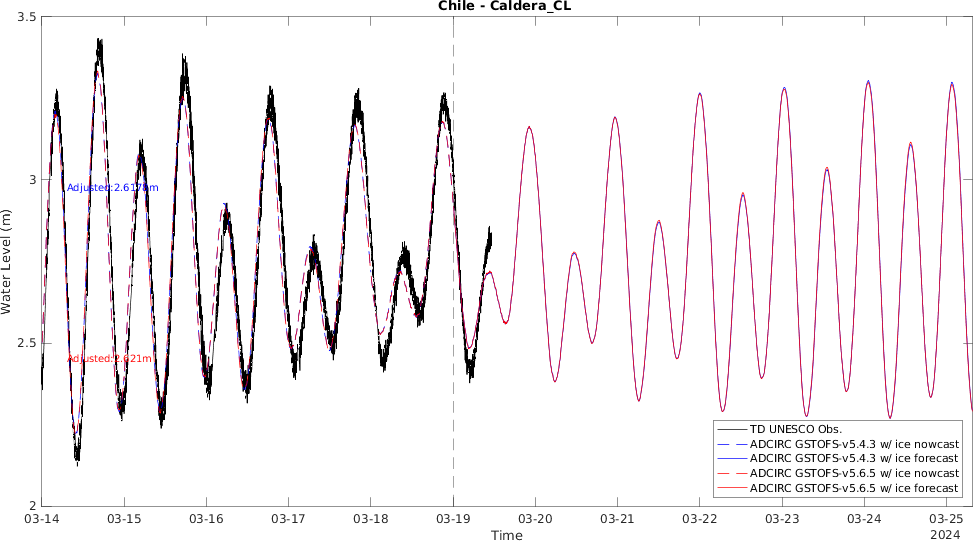 Chile - Caldera_CL
3.5
3
2.5
2
Water Level (m)
Adjusted:2.6178m
Adjusted:2.621m
TD UNESCO Obs.
ADCIRC GSTOFS-v5.4.3 w/ ice nowcast
ADCIRC GSTOFS-v5.4.3 w/ ice forecast
ADCIRC GSTOFS-v5.6.5 w/ ice nowcast
ADCIRC GSTOFS-v5.6.5 w/ ice forecast
03-14 03-15 03-16 03-17 03-18 03-19 03-20 03-21 03-22 03-23 03-24 03-25
2024
Time